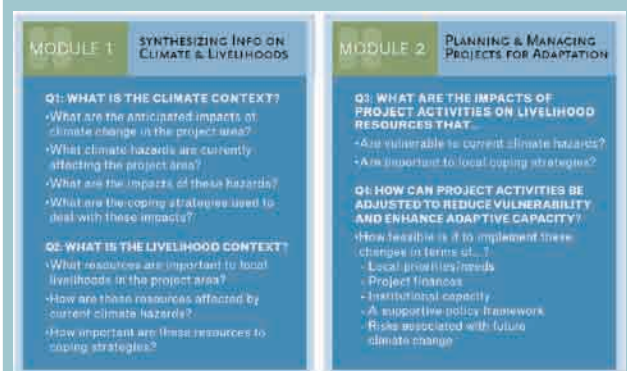 MODULE 1
SYNTHESIZING INFO ON
CLIMATE & LIVELIHOODS
Q1: WHAT IS THE CLIMATE CONTEXT?
•What are the anticipated impacts of
climate change in the project area?
•What climate hazards are currently
affecting the project area?
•What are the impacts of these hazards?
•What are the coping strategies used to
deal with these impacts?
Q2: WHAT IS THE LIVELIHOOD CONTEXT?
•What resources are important to local
livelihoods in the project area?
•How are these resources affected by
current climate hazards?
•How important are these resources to
coping strategies?
MODULE 2
PLANNING & MANAGING
PROJECTS FOR ADAPTATION
Q3: WHAT ARE THE IMPACTS OF
PROJECT ACTIVITIES ON LIVELIHOOD
RESOURCES THAT...
•Are vulnerable to current climate hazards?
•Are important to local coping strategies?
Q4: HOW CAN PROJECT ACTIVITIES BE
ADJUSTED TO REDUCE VULNERABILITY
AND ENHANCE ADAPTIVE CAPACITY?
•How feasible is it to implement these
changes in terms of...?
- Local priorities/needs
- Project finances
- Institutional capacity
- A supportive policy framework
- Risks associated with future
climate change